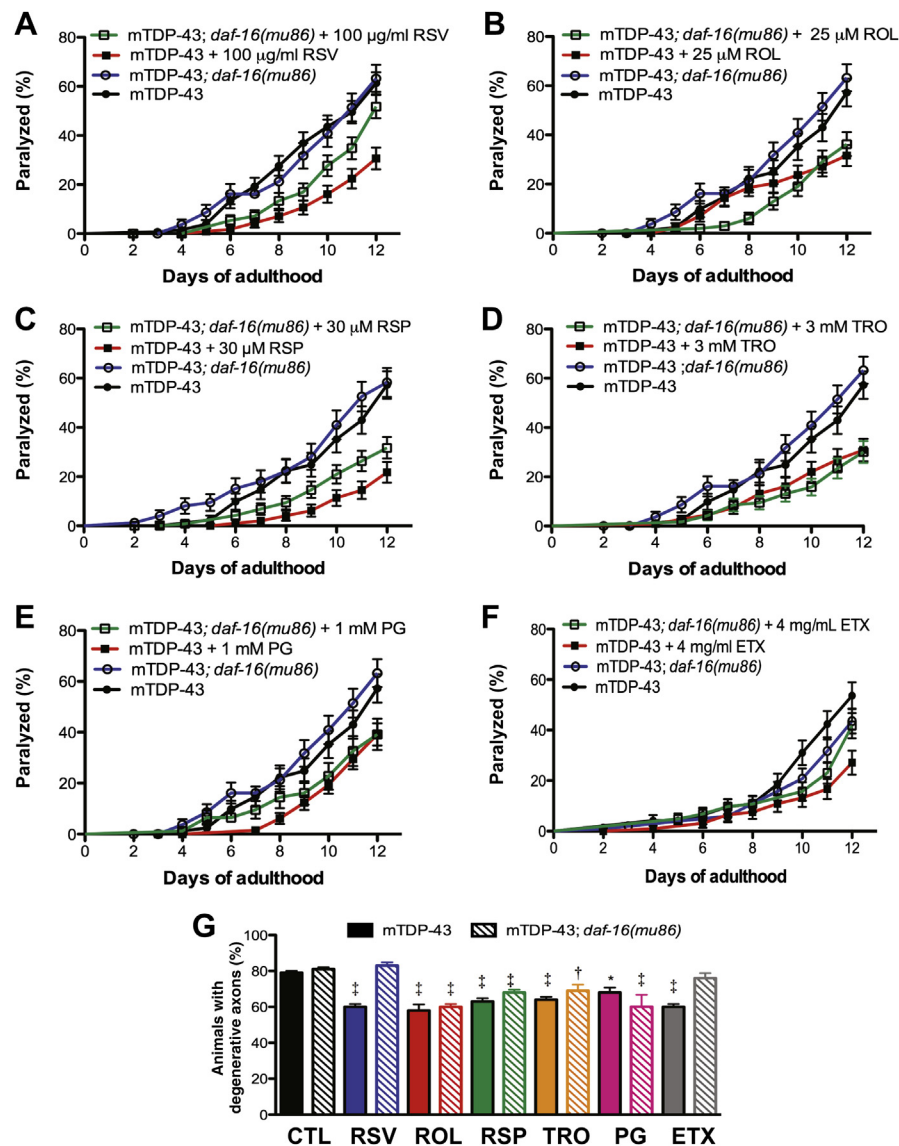 A
mTDP-43; daf-16(mu86) + 100 µg/ml RSV
mTDP-43 + 100 µg/ml RSV
mTDP-43; daf-16(mu86)
mTDP-43
Paralyzed (%)
80
60
40
20
0
0 2 4 6 8 10 12
Days of adulthood
B
mTDP-43; daf-16(mu86) + 25 µM ROL
mTDP-43 + 25 µM ROL
mTDP-43; daf-16(mu86)
mTDP-43
Paralyzed (%)
80
60
40
20
0
0 2 4 6 8 10 12
Days of adulthood
C
mTDP-43; daf-16(mu86) + 30 µM RSP
mTDP-43 + 30 µM RSP
mTDP-43; daf-16(mu86)
mTDP-43
Paralyzed (%)
80
60
40
20
0
0 2 4 6 8 10 12
Days of adulthood
D
mTDP-43; daf-16(mu86) + 3 mM TRO
mTDP-43 + 3 mM TRO
mTDP-43 ;daf-16(mu86)
mTDP-43
Paralyzed (%)
80
60
40
20
0
0 2 4 6 8 10 12
Days of adulthood
E
mTDP-43; daf-16(mu86) + 1 mM PG
mTDP-43 + 1 mM PG
mTDP-43; daf-16(mu86)
mTDP-43
Paralyzed (%)
80
60
40
20
0
0 2 4 6 8 10 12
Days of adulthood
F
mTDP-43; daf-16(mu86) + 4 mg/mL ETX
mTDP-43 + 4 mg/ml ETX
mTDP-43; daf-16(mu86)
mTDP-43
Paralyzed (%)
80
60
40
20
0
0 2 4 6 8 10 12
Days of adulthood
G
mTDP-43 mTDP-43; daf-16(mu86)
Animals with
degenerative axons (%)
100
80
60
40
20
0
‡ ‡ ‡ ‡ ‡ ‡ † * ‡ ‡
CTL RSV ROL RSP TRO PG ETX